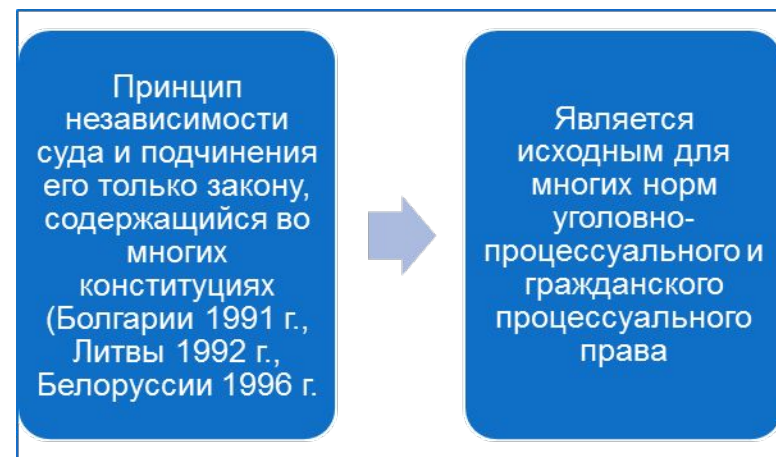 Принцип
независимости
суда и подчинения
его только закону,
содержащийся во
многих
конституциях
(Болгарии 1991 г.,
Литвы 1992 г.,
Белоруссии 1996 г.
Является
исходным для
многих норм
уголовно-
процессуального и
гражданского
процессуального
права